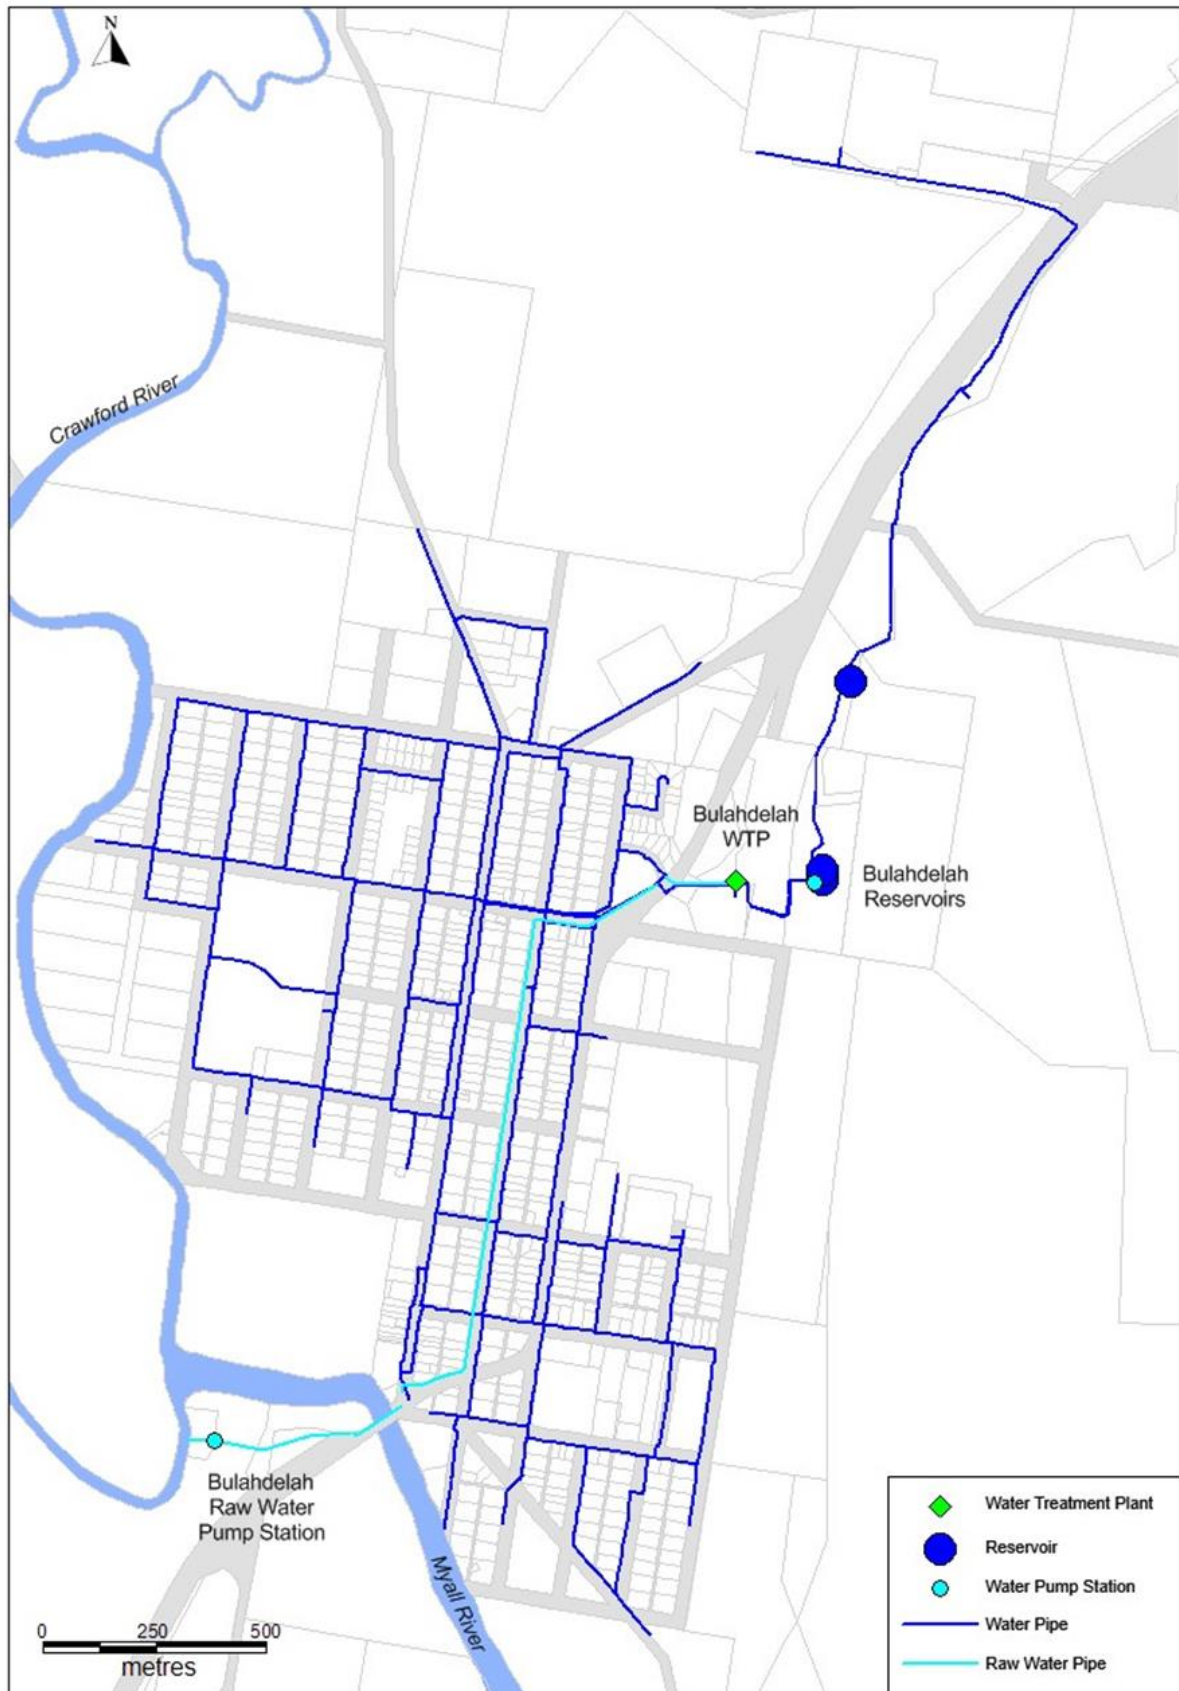 N
Crawford River
Bulahdelah
WTP
Bulahdelah
Reservoirs
Bulahdelah
Raw Water
Pump Station
Myall River
0 250 500
metres
Water Treatment Plant
Reservoir
Water Pump Station
Water Pipe
Raw Water Pipe